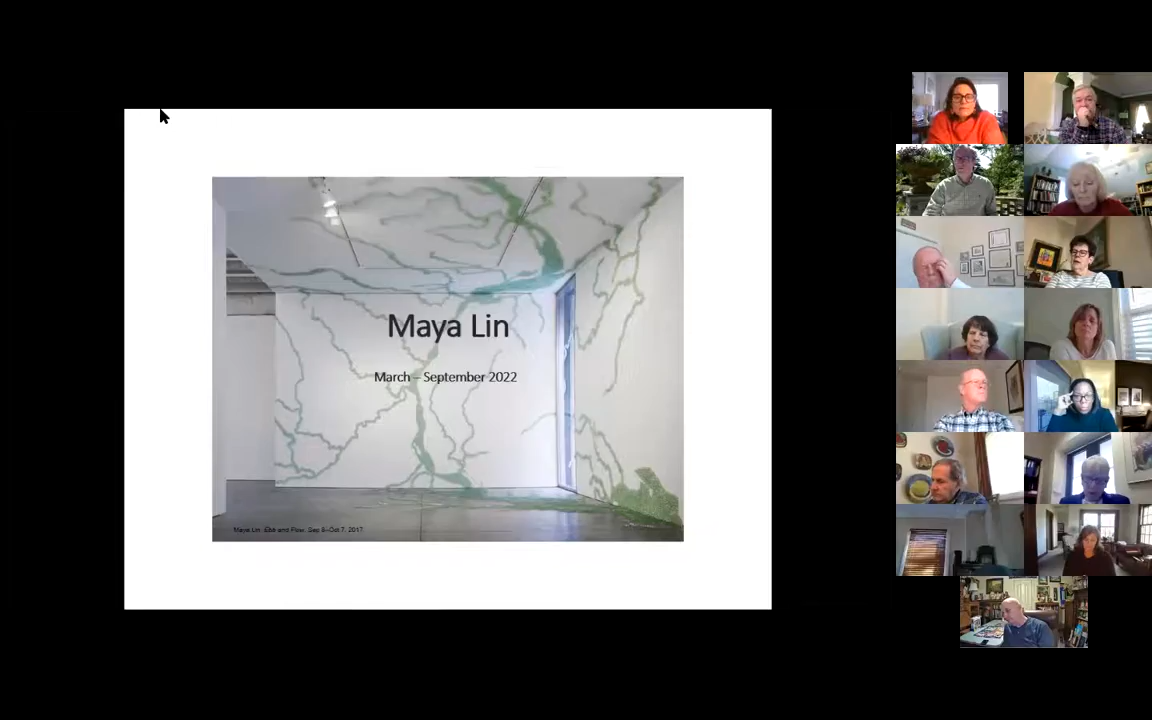 Maya Lin
March – September 2022
Maya Lin: Ebb and Flow, Sep 8–Oct 7, 2017